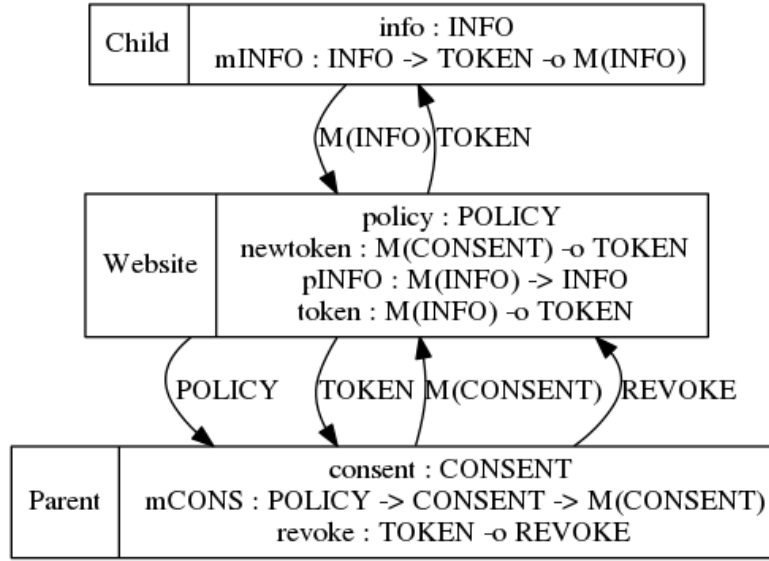 Child
info : INFO
mINFO : INFO -> TOKEN -o M(INFO)
M(INFO)
TOKEN
Website
policy : POLICY
newtoken : M(CONSENT) -o TOKEN
pINFO : M(INFO) -> INFO
token : M(INFO) -o TOKEN
POLICY
TOKEN
M(CONSENT)
REVOKE
Parent
consent : CONSENT
mCONS : POLICY -> CONSENT -> M(CONSENT)
revoke : TOKEN -o REVOKE